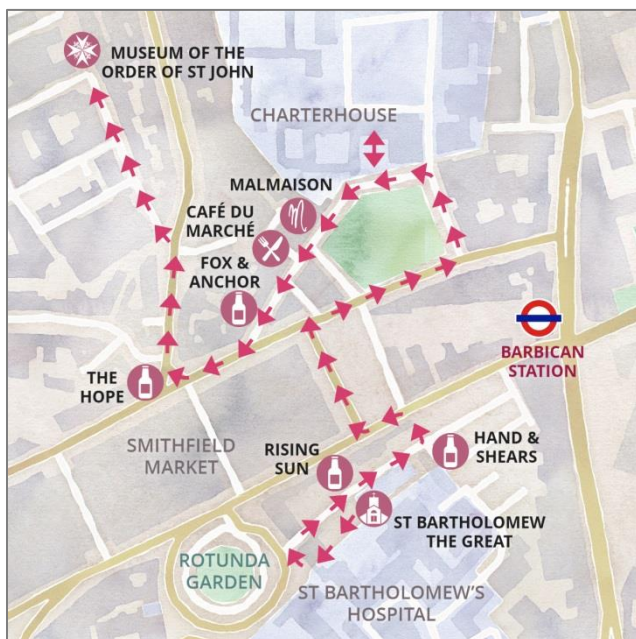 MUSEUM OF THE
ORDER OF ST JOHN
CHARTERHOUSE
MALMAISON
CAFÉ DU
MARCHÉ
FOX &
ANCHOR
BARBICAN
STATION
THE
HOPE
SMITHFIELD
MARKET
RISING
SUN
HAND &
SHEARS
ST BARTHOLOMEW
THE GREAT
ROTUNDA
GARDEN
ST BARTHOLOMEW'S
HOSPITAL